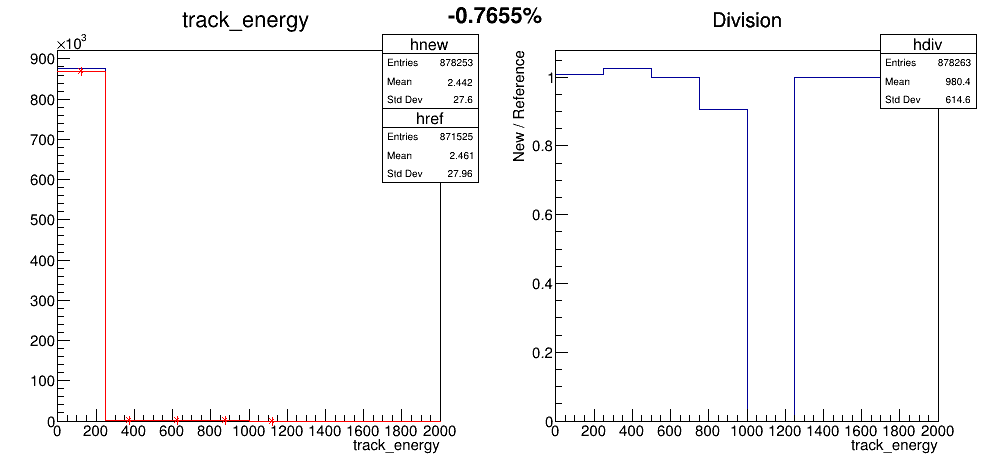 -0.7655%
track_energy
×10³
hnew
Entries 878253
Mean 2.442
Std Dev 27.6
href
Entries 871525
Mean 2.461
Std Dev 27.96
900
800
700
600
500
400
300
200
100
0
0 200 400 600 800 1000 1200 1400 1600 1800 2000
track_energy
Division
hdiv
Entries 878263
Mean 980.4
Std Dev 614.6
New / Reference
1
0.8
0.6
0.4
0.2
0
0 200 400 600 800 1000 1200 1400 1600 1800 2000
track_energy